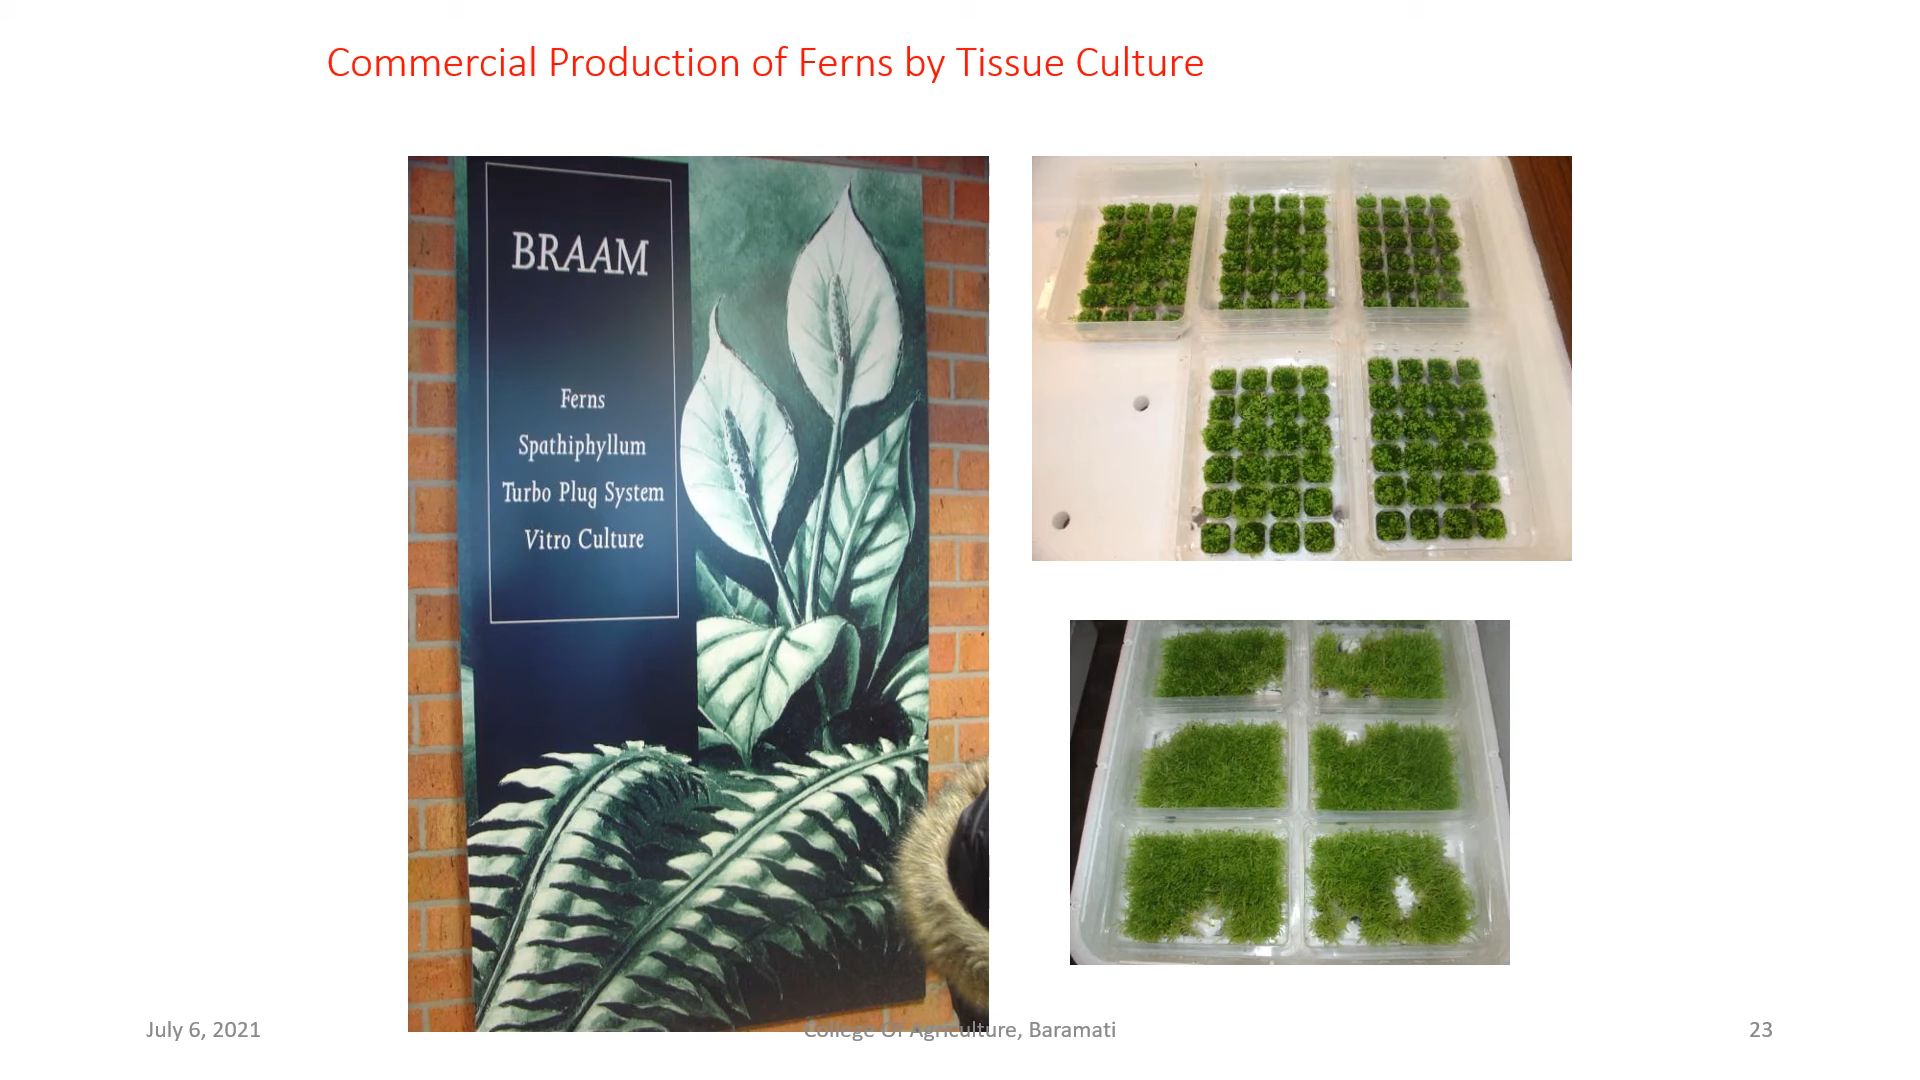 Commercial Production of Ferns by Tissue Culture
BRAAM
Ferns
Spathiphyllum
Turbo Plug System
Vitro Culture
July 6, 2021
College Of Agriculture, Baramati
23